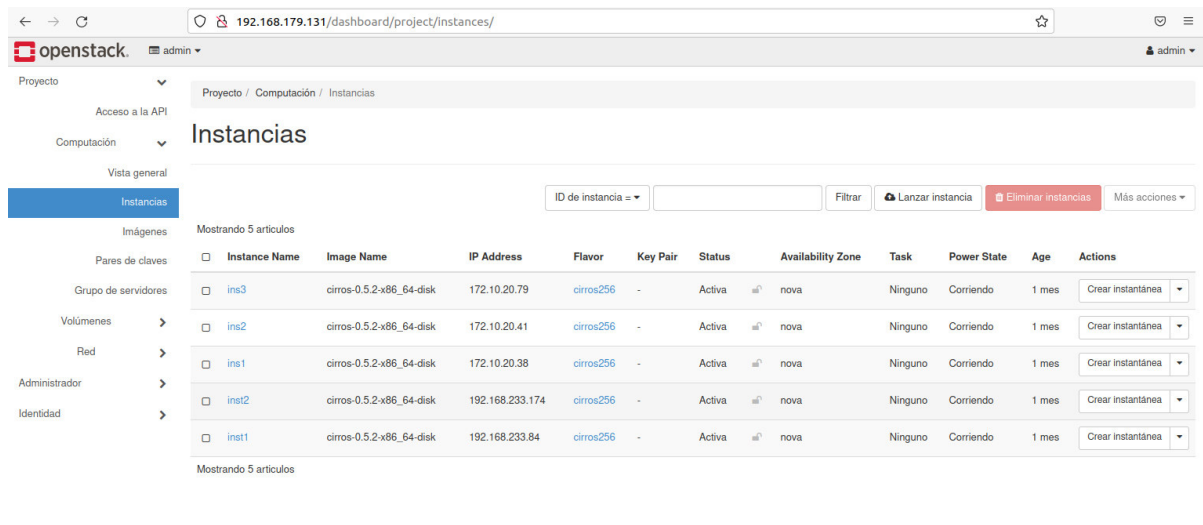 192.168.179.131/dashboard/project/instances/
openstack. admin admin
Proyecto
Acceso a la API
Computación
Vista general
Instancias
Imágenes
Pares de claves
Grupo de servidores
Volúmenes
Red
Administrador
Identidad
Proyecto / Computación / Instancias
Instancias
ID de instancia = Filtrar Lanzar instancia Eliminar instancias Más acciones
Mostrando 5 articulos
Instance Name Image Name IP Address Flavor Key Pair Status Availability Zone Task Power State Age Actions
ins3 cirros-0.5.2-x86_64-disk 172.10.20.79 cirros256 - Activa nova Ninguno Corriendo 1 mes Crear instantánea
ins2 cirros-0.5.2-x86_64-disk 172.10.20.41 cirros256 - Activa nova Ninguno Corriendo 1 mes Crear instantánea
ins1 cirros-0.5.2-x86_64-disk 172.10.20.38 cirros256 - Activa nova Ninguno Corriendo 1 mes Crear instantánea
inst2 cirros-0.5.2-x86_64-disk 192.168.233.174 cirros256 - Activa nova Ninguno Corriendo 1 mes Crear instantánea
inst1 cirros-0.5.2-x86_64-disk 192.168.233.84 cirros256 - Activa nova Ninguno Corriendo 1 mes Crear instantánea
Mostrando 5 articulos